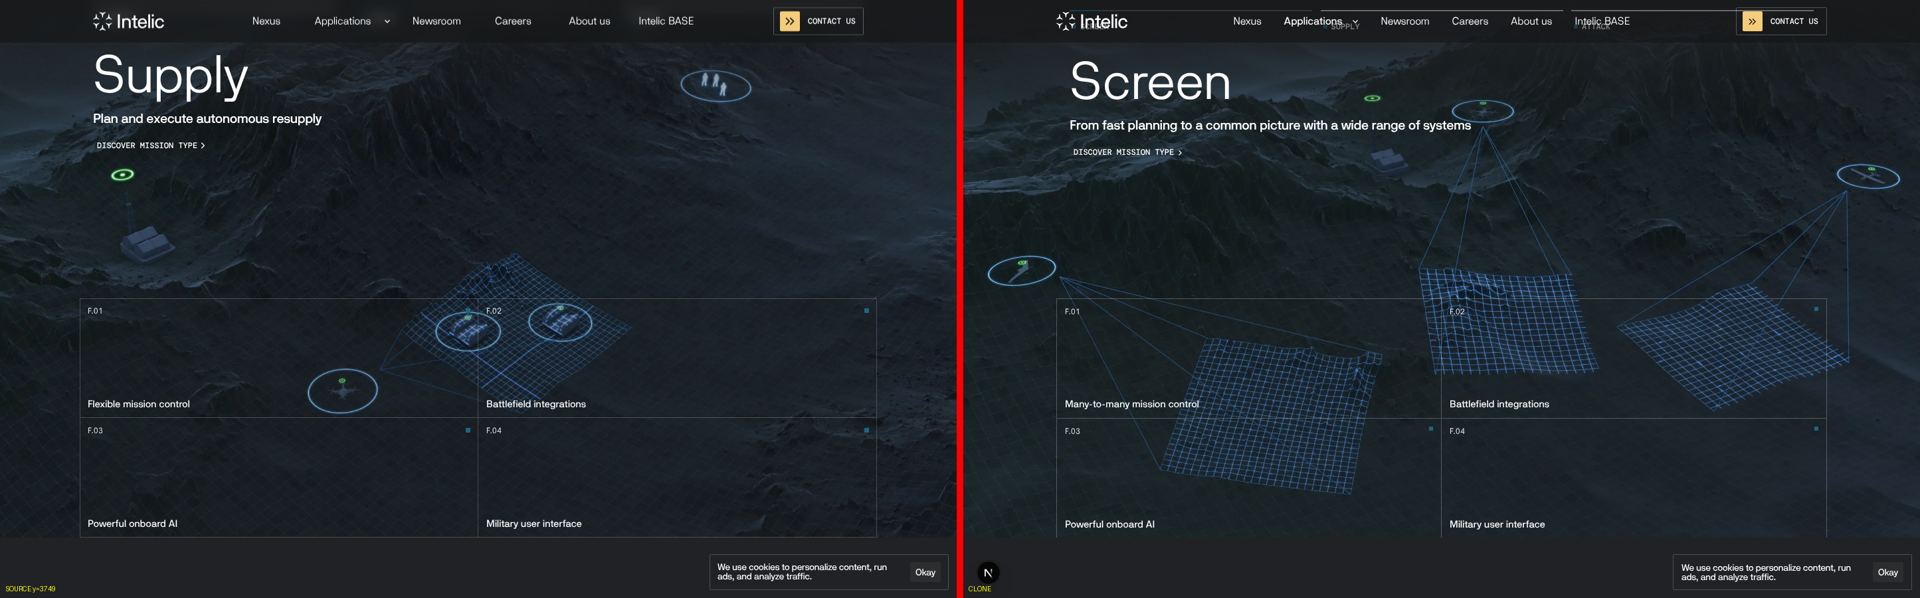 Intelic
Nexus
Applications
Newsroom
Careers
About us
Intelic BASE
CONTACT US
Supply
Plan and execute autonomous resupply
DISCOVER MISSION TYPE
F.01
F.02
Flexible mission control
Battlefield integrations
F.03
F.04
Powerful onboard AI
Military user interface
We use cookies to personalize content, run
ads, and analyze traffic.
Okay
SOURCE y=3749
Intelic
Nexus
Applications
Newsroom
Careers
About us
Intelic BASE
CONTACT US
SUPPLY
ATTACK
Screen
From fast planning to a common picture with a wide range of systems
DISCOVER MISSION TYPE
F.01
F.02
Many-to-many mission control
Battlefield integrations
F.03
F.04
Powerful onboard AI
Military user interface
N
We use cookies to personalize content, run
ads, and analyze traffic.
Okay
CLONE